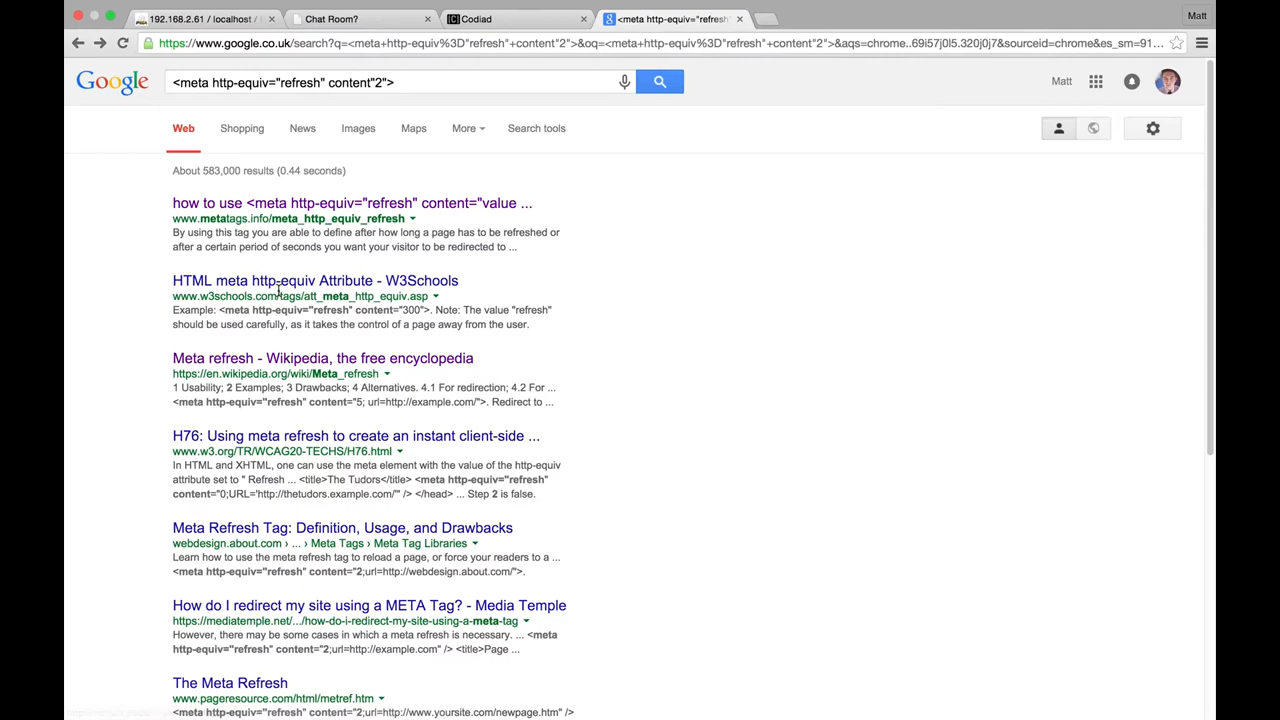 192.168.2.61 / localhost /
Chat Room?
Codiad
<meta http-equiv="refresh"
Matt
https://www.google.co.uk/search?q=<meta+http-equiv%3D"refresh"+content"2">&oq=<meta+http-equiv%3D"refresh"+content"2">&aqs=chrome..69i57j0l5.320j0j7&sourceid=chrome&es_sm=91...
Google
<meta http-equiv="refresh" content"2">
Matt
Web
Shopping
News
Images
Maps
More
Search tools
About 583,000 results (0.44 seconds)
how to use <meta http-equiv="refresh" content="value ...
www.metatags.info/meta_http_equiv_refresh
By using this tag you are able to define after how long a page has to be refreshed or
after a certain period of seconds you want your visitor to be redirected to ...
HTML meta http-equiv Attribute - W3Schools
www.w3schools.com/tags/att_meta_http_equiv.asp
Example: <meta http-equiv="refresh" content="300">. Note: The value "refresh"
should be used carefully, as it takes the control of a page away from the user.
Meta refresh - Wikipedia, the free encyclopedia
https://en.wikipedia.org/wiki/Meta_refresh
1 Usability; 2 Examples; 3 Drawbacks; 4 Alternatives. 4.1 For redirection; 4.2 For ...
<meta http-equiv="refresh" content="5; url=http://example.com/">. Redirect to ...
H76: Using meta refresh to create an instant client-side ...
www.w3.org/TR/WCAG20-TECHS/H76.html
In HTML and XHTML, one can use the meta element with the value of the http-equiv
attribute set to " Refresh ... <title>The Tudors</title> <meta http-equiv="refresh"
content="0;URL='http://thetudors.example.com/'" /> </head> ... Step 2 is false.
Meta Refresh Tag: Definition, Usage, and Drawbacks
webdesign.about.com › ... › Meta Tags › Meta Tag Libraries
Learn how to use the meta refresh tag to reload a page, or force your readers to a ...
<meta http-equiv="refresh" content="2;url=http://webdesign.about.com/">.
How do I redirect my site using a META Tag? - Media Temple
https://mediatemple.net/.../how-do-i-redirect-my-site-using-a-meta-tag
However, there may be some cases in which a meta refresh is necessary. ... <meta
http-equiv="refresh" content="2;url=http://example.com" /> <title>Page ...
The Meta Refresh
www.pageresource.com/html/metref.htm
<meta http-equiv="refresh" content="2;url=http://www.yoursite.com/newpage.htm" />